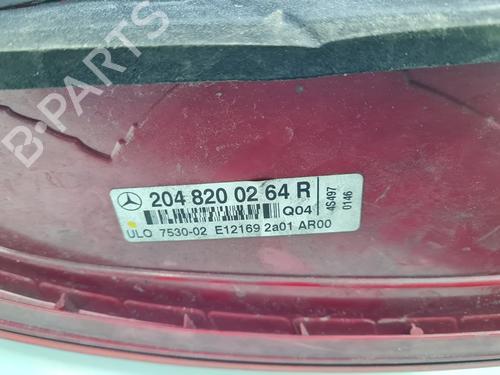 B-PARTS
204 820 02 64 R
Q04
4S497
0146
ULO 7530-02 E12169 2a01 AR00